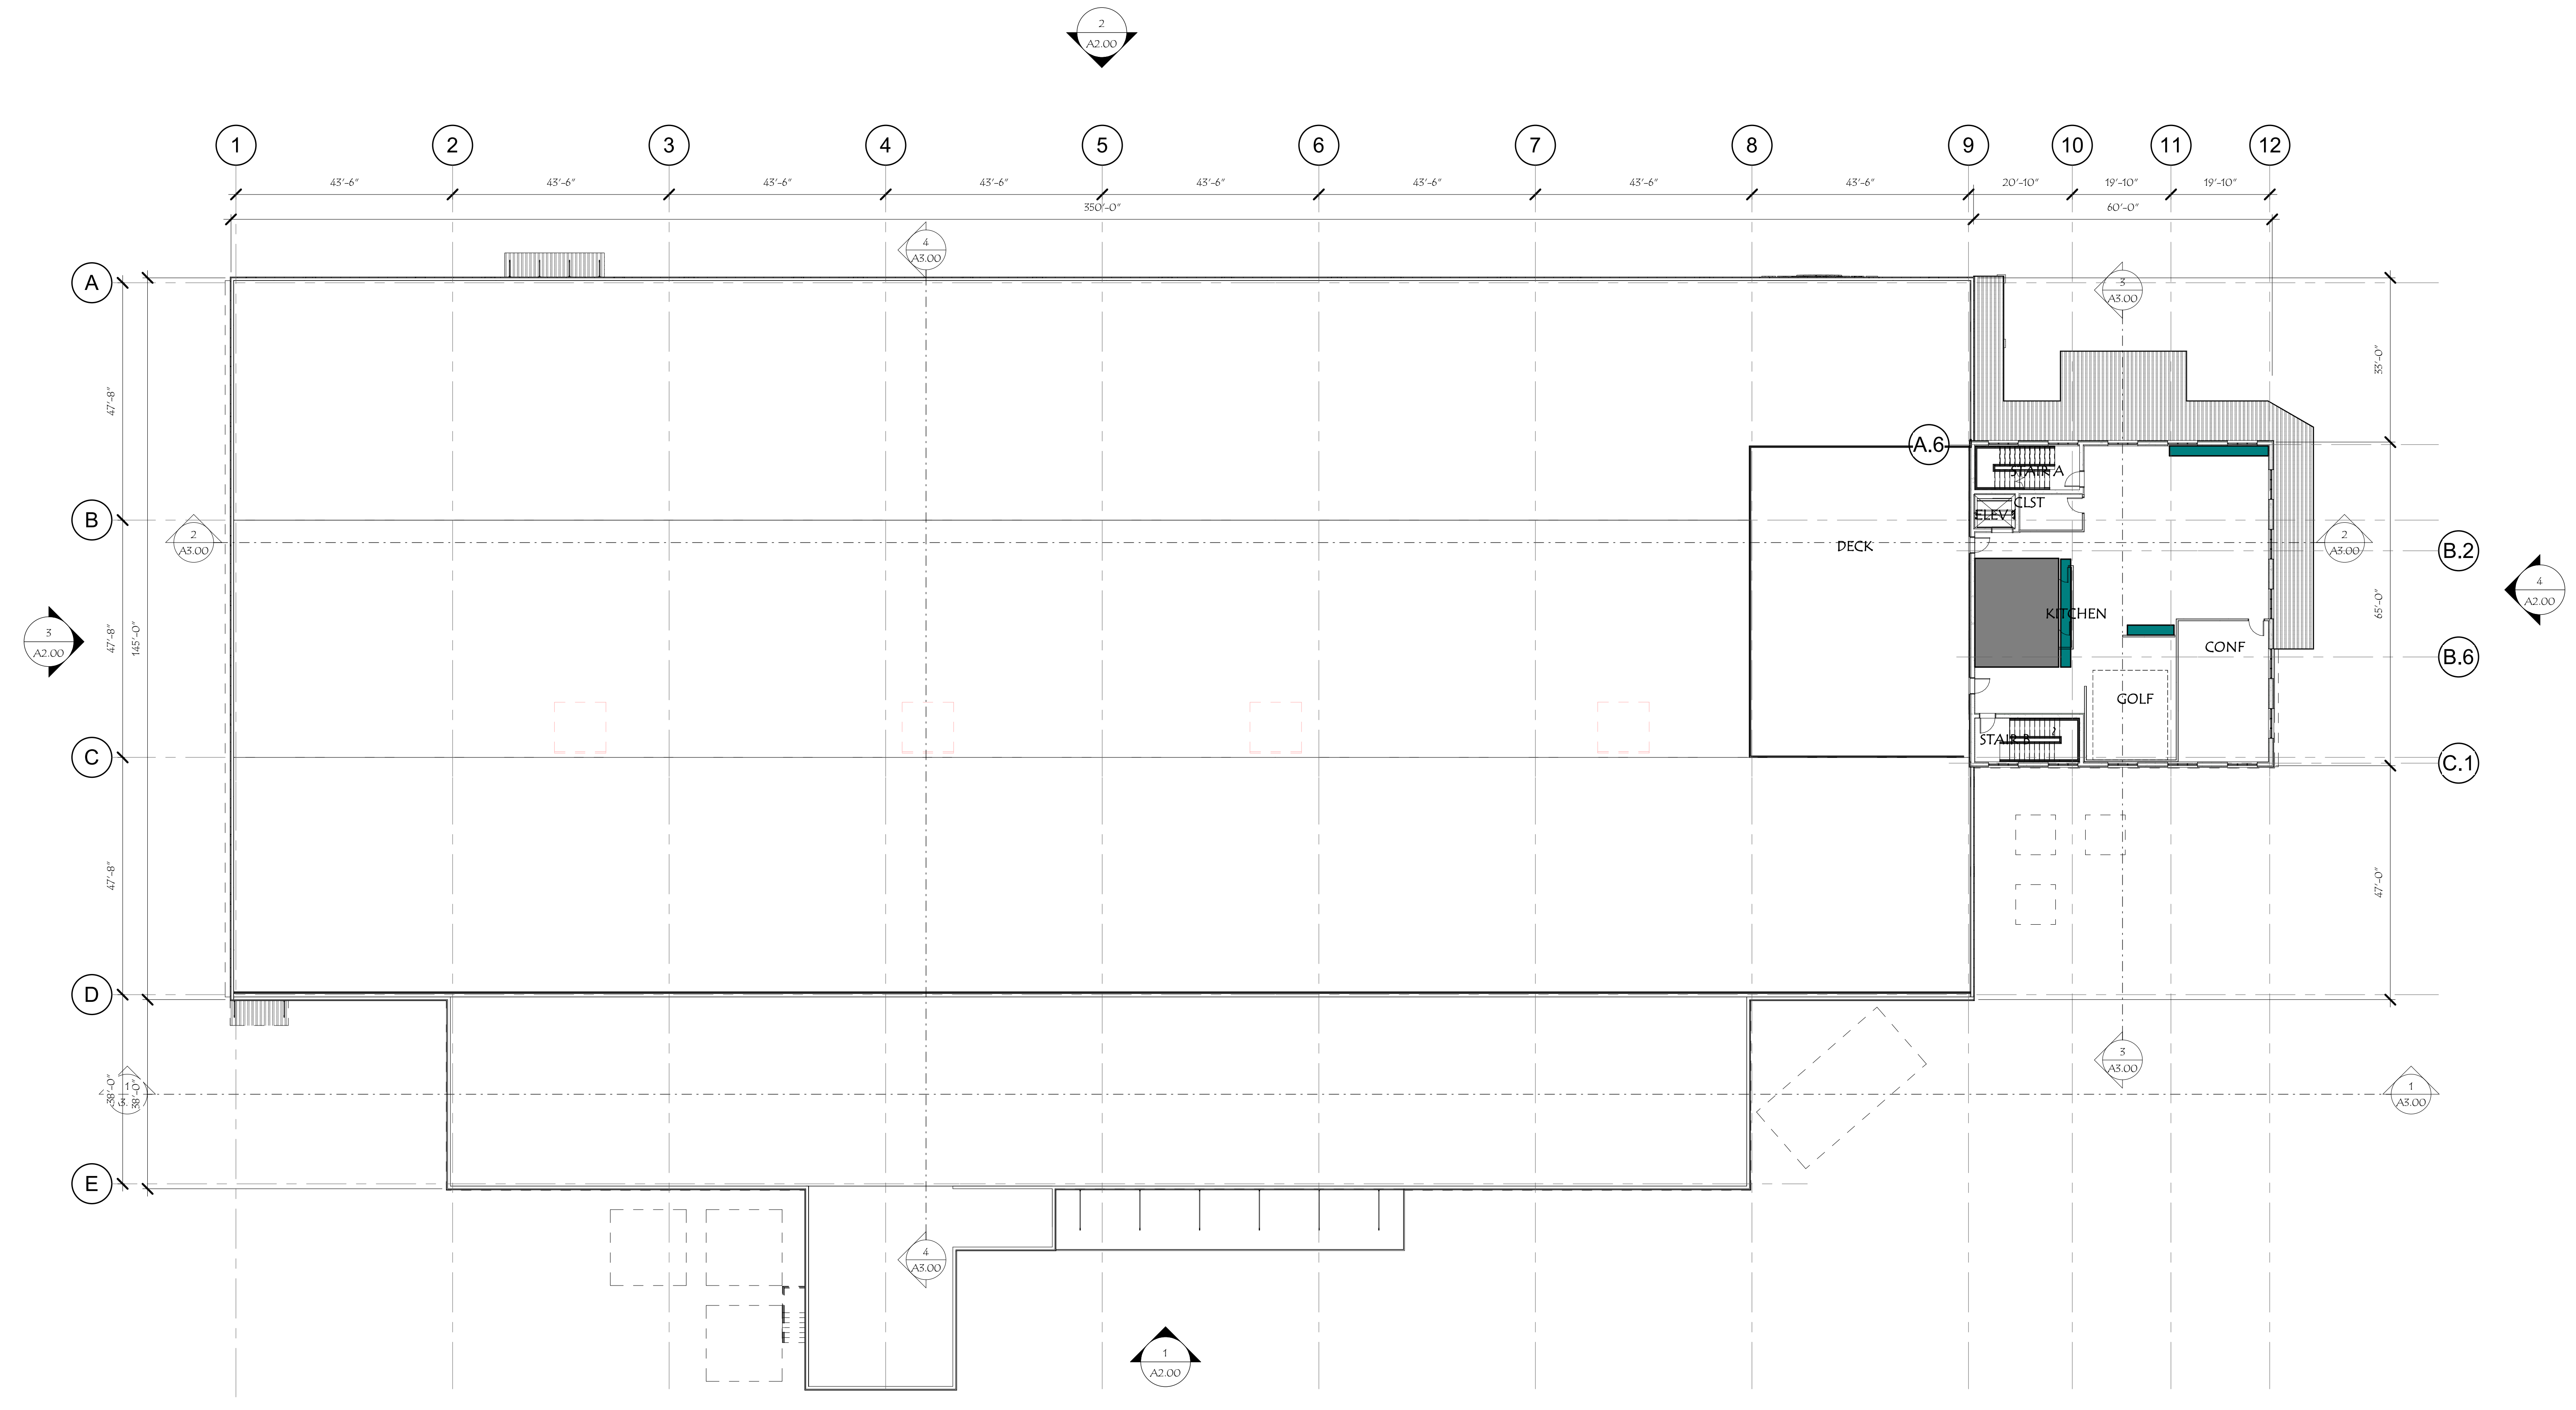 2
A2.00
1 2 3 4 5 6 7 8 9 10 11 12
43'-6" 43'-6" 43'-6" 43'-6" 43'-6" 43'-6" 43'-6" 43'-6" 20'-10" 19'-10" 19'-10"
350'-0" 60'-0"
4
A3.00
3
A3.00
A
33'-0"
47'-8"
A.6
STAIR A
CLST
ELEV
B
2
A3.00
DECK
2
A3.00
B.2
4
A2.00
65'-0"
KITCHEN
3
A2.00
47'-8"
145'-0"
CONF
B.6
GOLF
STAIR B
C
C.1
47'-8"
47'-0"
D
3
A3.00
38'-0"
1
38'-0"
1
A3.00
E
4
A3.00
1
A2.00